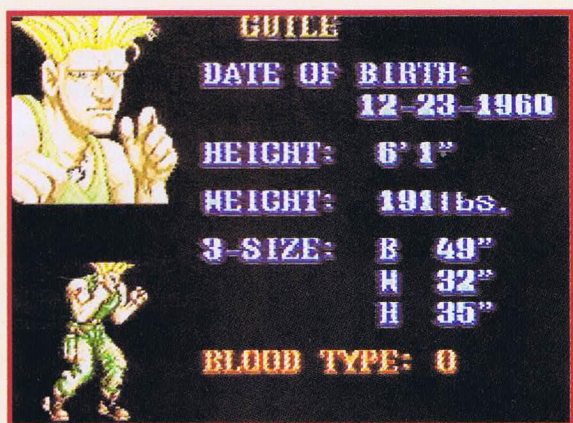 GUILE
DATE OF BIRTH:
12-23-1960
HEIGHT: 6'1"
WEIGHT: 191lbs.
3-SIZE: B 49"
W 32"
H 35"
BLOOD TYPE: O